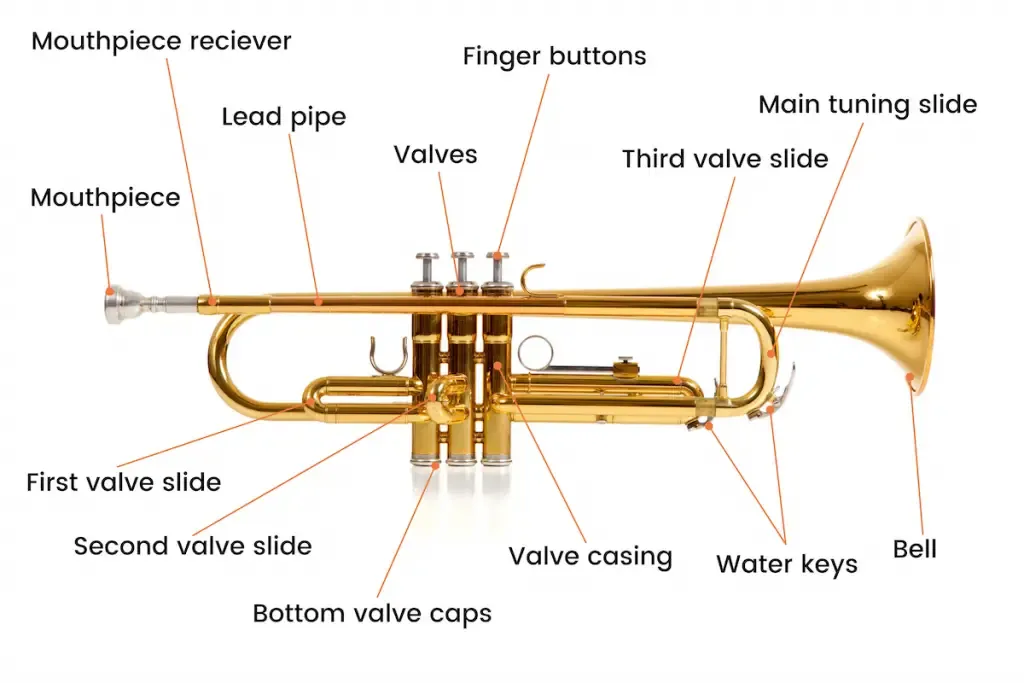 Mouthpiece reciever
Finger buttons
Main tuning slide
Lead pipe
Valves
Third valve slide
Mouthpiece
First valve slide
Second valve slide
Valve casing
Water keys
Bell
Bottom valve caps